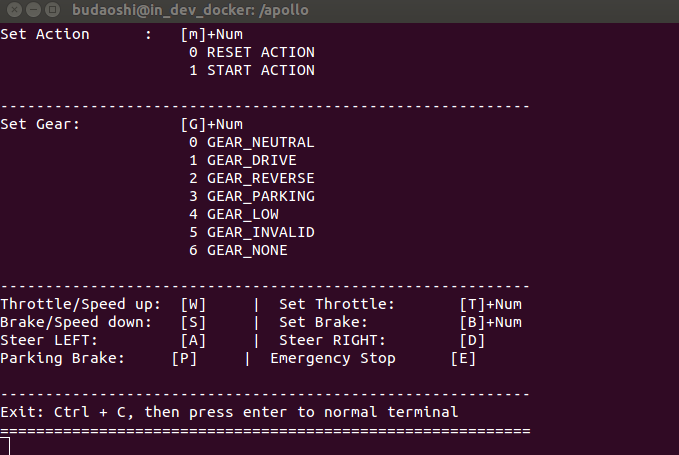 budaoshi@in_dev_docker: /apollo
Set Action      :   [m]+Num
                     0 RESET ACTION
                     1 START ACTION
-----------------------------------------------------------
Set Gear:           [G]+Num
                     0 GEAR_NEUTRAL
                     1 GEAR_DRIVE
                     2 GEAR_REVERSE
                     3 GEAR_PARKING
                     4 GEAR_LOW
                     5 GEAR_INVALID
                     6 GEAR_NONE
-----------------------------------------------------------
Throttle/Speed up:  [W]     |  Set Throttle:       [T]+Num
Brake/Speed down:   [S]     |  Set Brake:          [B]+Num
Steer LEFT:         [A]     |  Steer RIGHT:        [D]
Parking Brake:     [P]     |  Emergency Stop      [E]
-----------------------------------------------------------
Exit: Ctrl + C, then press enter to normal terminal
===========================================================